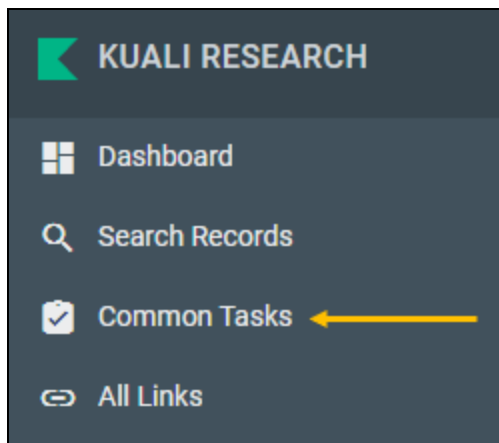 KUALI RESEARCH
Dashboard
Search Records
Common Tasks
All Links